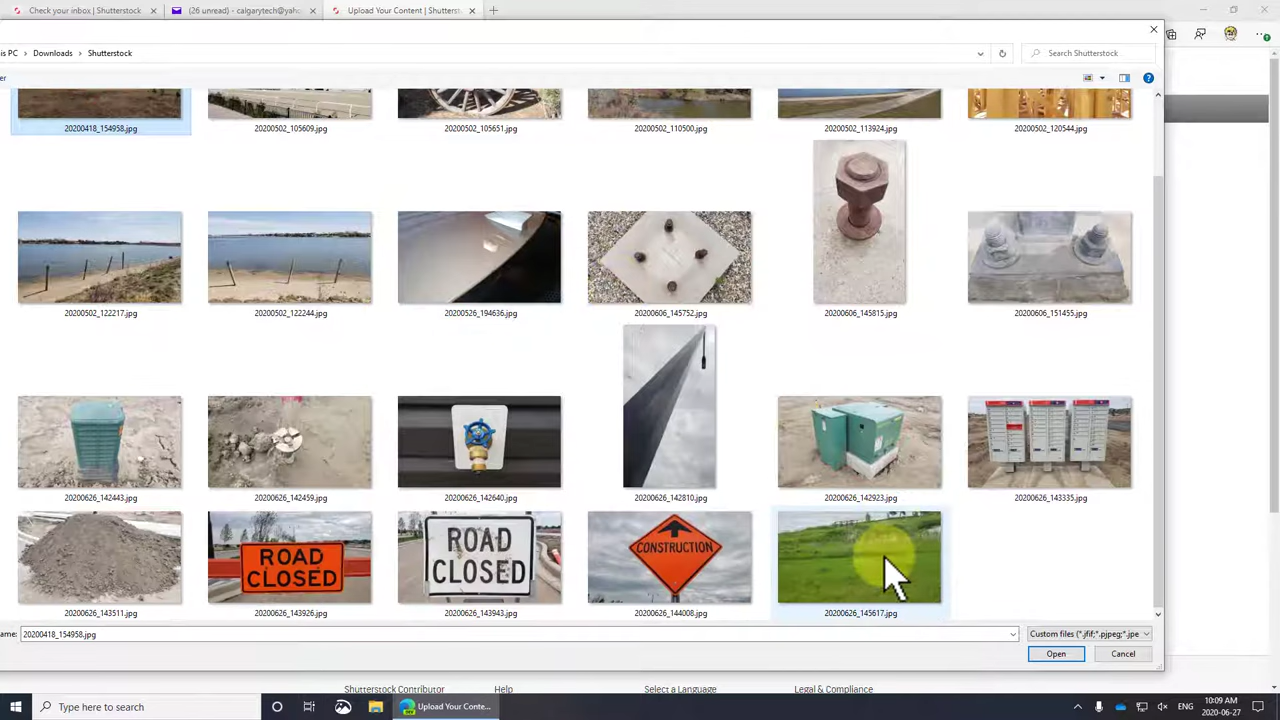 Check your inbox | Shutterstock
(26 unread) - calgarytech@yaho
Upload Your Content | Shutterst
is PC > Downloads > Shutterstock
Search Shutterstock
er
20200418_154958.jpg
20200502_105609.jpg
20200502_105651.jpg
20200502_110500.jpg
20200502_113924.jpg
20200502_120544.jpg
20200502_122217.jpg
20200502_122244.jpg
20200526_194636.jpg
20200606_145752.jpg
20200606_145815.jpg
20200606_151455.jpg
20200626_142443.jpg
20200626_142459.jpg
20200626_142640.jpg
20200626_142810.jpg
20200626_142923.jpg
20200626_143335.jpg
ROAD
CLOSED
ROAD
CLOSED
CONSTRUCTION
20200626_143511.jpg
20200626_143926.jpg
20200626_143943.jpg
20200626_144008.jpg
20200626_145617.jpg
name: 20200418_154958.jpg
Custom files (*.jfif;*.pjpeg;*.jpe
Open
Cancel
Shutterstock Contributor
Help
Select a Language
Legal & Compliance
Type here to search
Upload Your Conte...
ENG
10:09 AM
2020-06-27